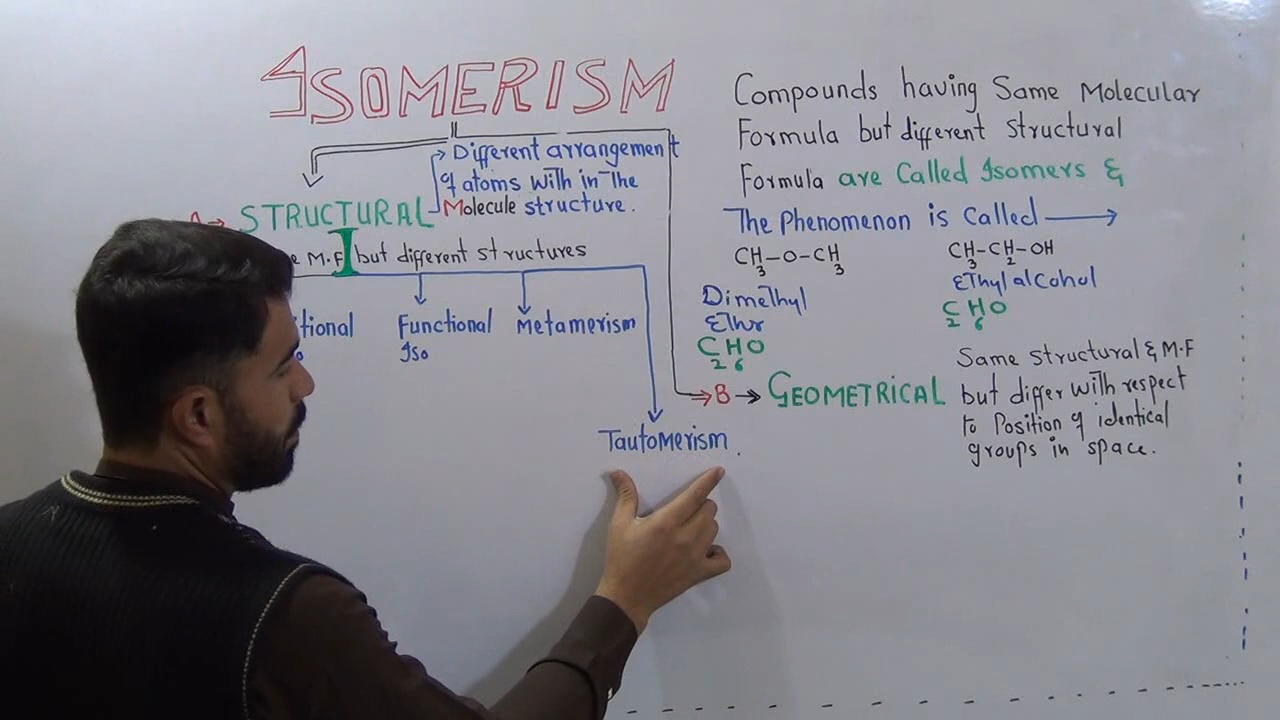 ISOMERISM
Different arrangement
of atoms with in The
Molecule structure.
A → STRUCTURAL
M.F but different structures
Functional
Iso
Metamerism
Tautomerism.
Compounds having Same Molecular
Formula but different structural
Formula are Called Isomers &
The Phenomenon is Called →
CH3-O-CH3
Dimethyl
Ethr
C2H6O
CH3-CH2-OH
Ethyl alcohol
C2H6O
B → GEOMETRICAL
Same structural & M.F
but differ with respect
to Position of identical
groups in space.